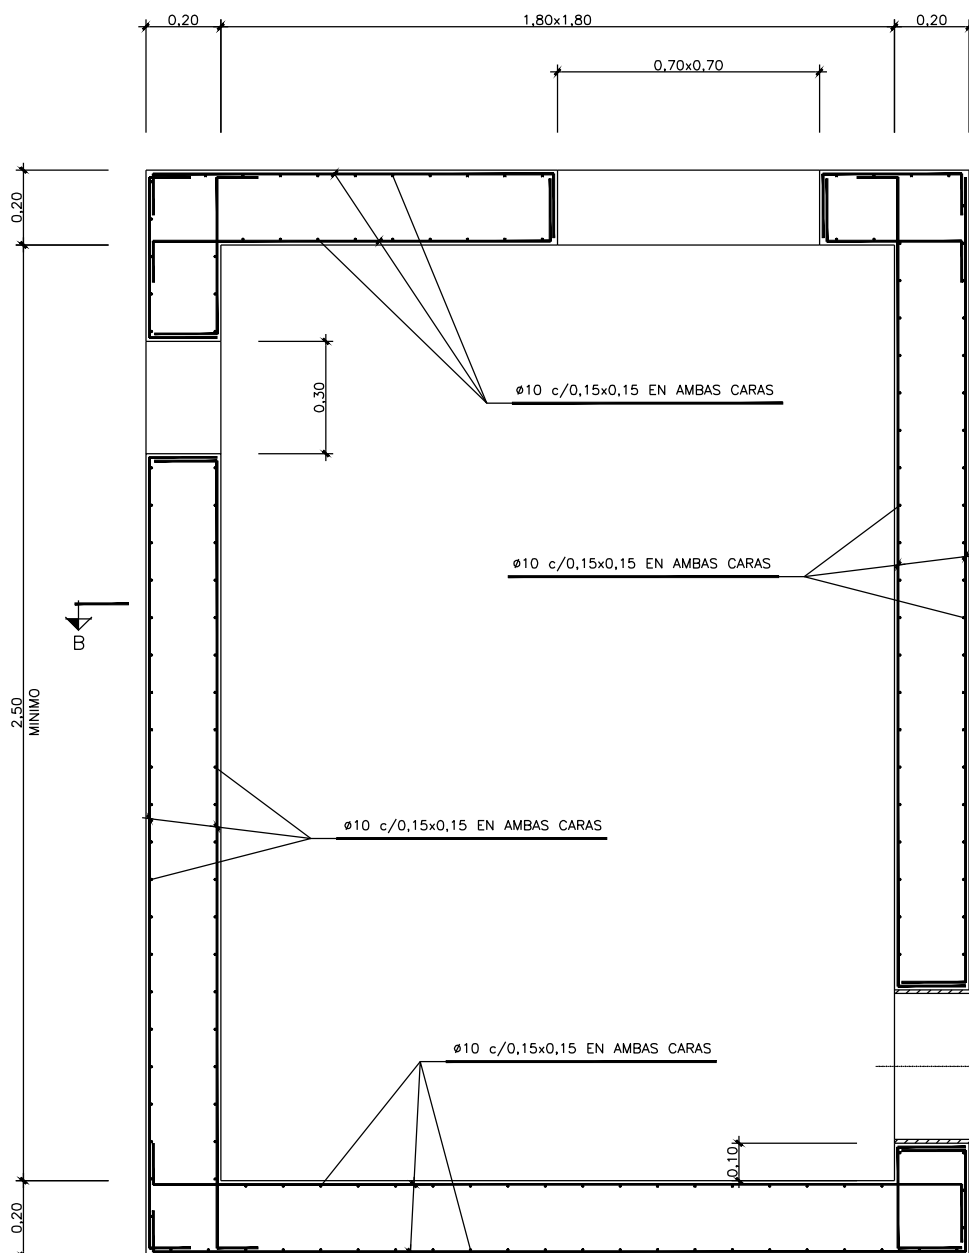 0,20
1,80x1,80
0,20
0,70x0,70
0,20
0,30
ø10 c/0,15x0,15 EN AMBAS CARAS
ø10 c/0,15x0,15 EN AMBAS CARAS
B
2,50
MINIMO
ø10 c/0,15x0,15 EN AMBAS CARAS
ø10 c/0,15x0,15 EN AMBAS CARAS
0,10
0,20